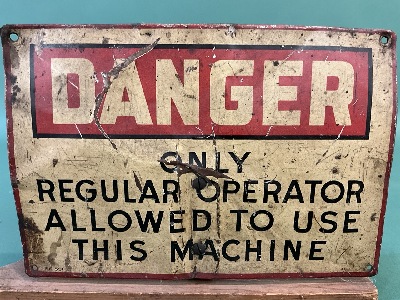 DANGER
ONLY
REGULAR OPERATOR
ALLOWED TO USE
THIS MACHINE